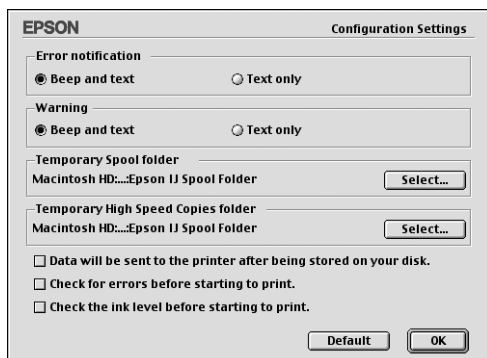 EPSON Configuration Settings
Error notification
Beep and text Text only
Warning
Beep and text Text only
Temporary Spool folder
Macintosh HD:...:Epson IJ Spool Folder Select...
Temporary High Speed Copies folder
Macintosh HD:...:Epson IJ Spool Folder Select...
Data will be sent to the printer after being stored on your disk.
Check for errors before starting to print.
Check the ink level before starting to print.
Default OK